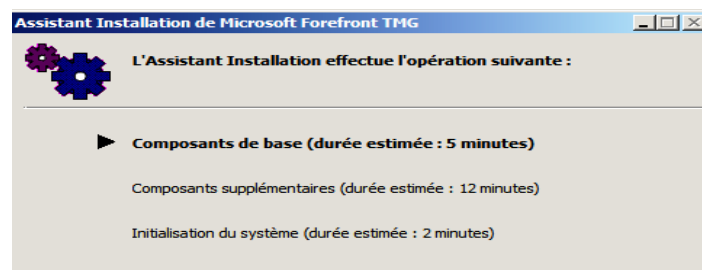 Assistant Installation de Microsoft Forefront TMG
L'Assistant Installation effectue l'opération suivante :
Composants de base (durée estimée : 5 minutes)
Composants supplémentaires (durée estimée : 12 minutes)
Initialisation du système (durée estimée : 2 minutes)